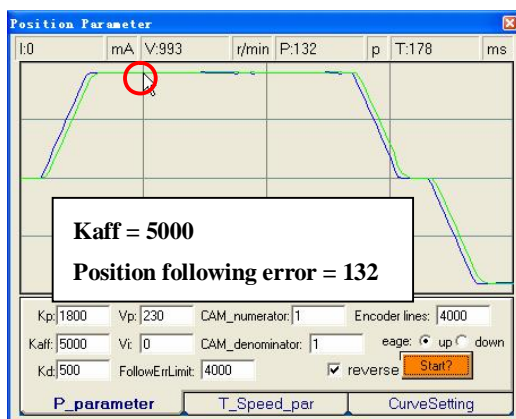 Position Parameter
I:0 mA V:993 r/min P:132 p T:178 ms
Kaff = 5000
Position following error = 132
Kp: 1800 Vp: 230 CAM_numerator: 1 Encoder lines: 4000
Kaff: 5000 Vi: 0 CAM_denominator: 1 eage: up down
Kd: 500 FollowErrLimit: 4000 reverse Start?
P_parameter T_Speed_par CurveSetting